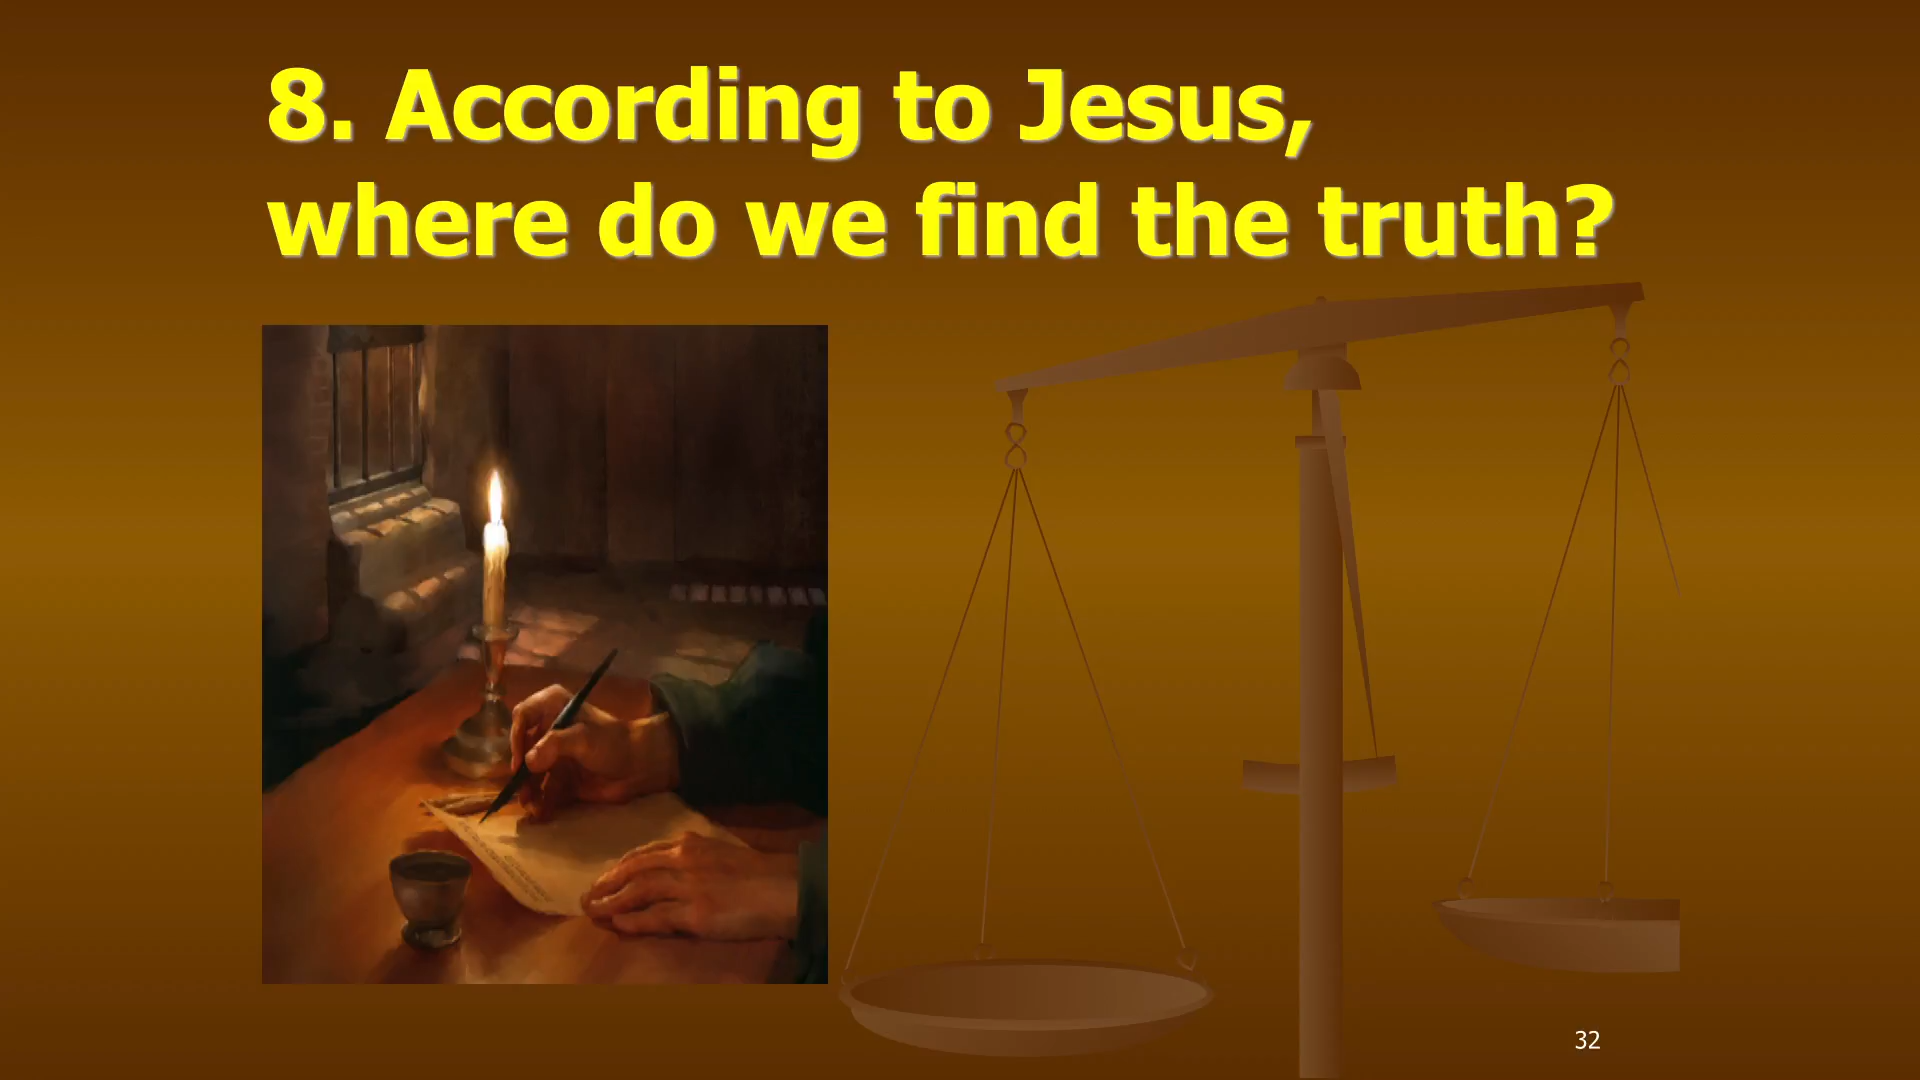 8. According to Jesus,
where do we find the truth?
32